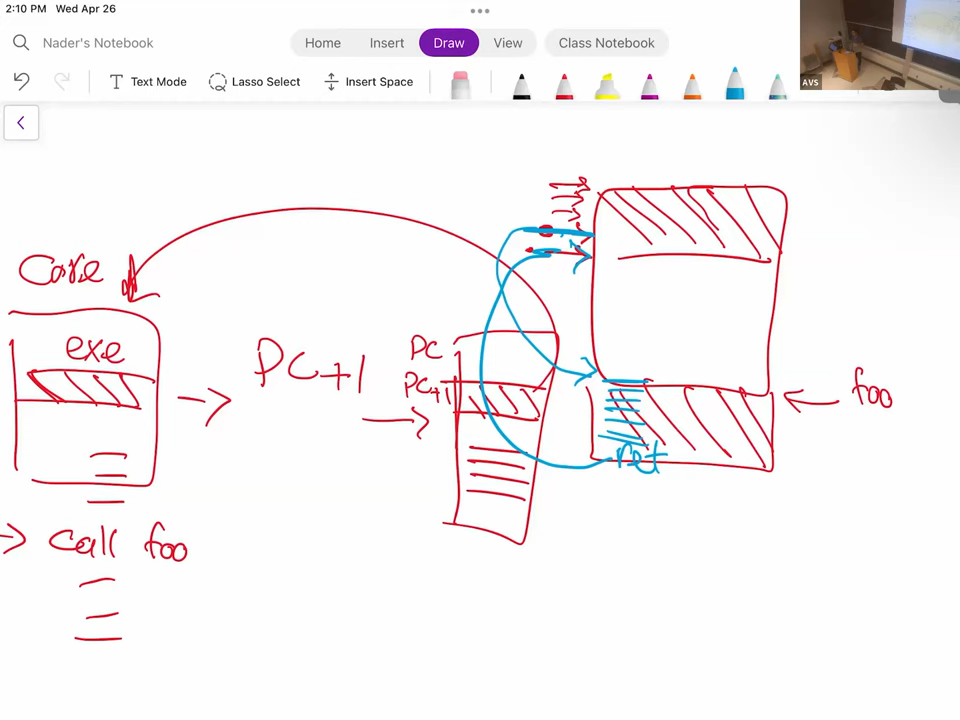 2:10 PM Wed Apr 26
Nader's Notebook
Home Insert Draw View Class Notebook
Text Mode Lasso Select Insert Space
AVS
Core
exe
PC+1
PC
PC+1
foo
ret
call foo